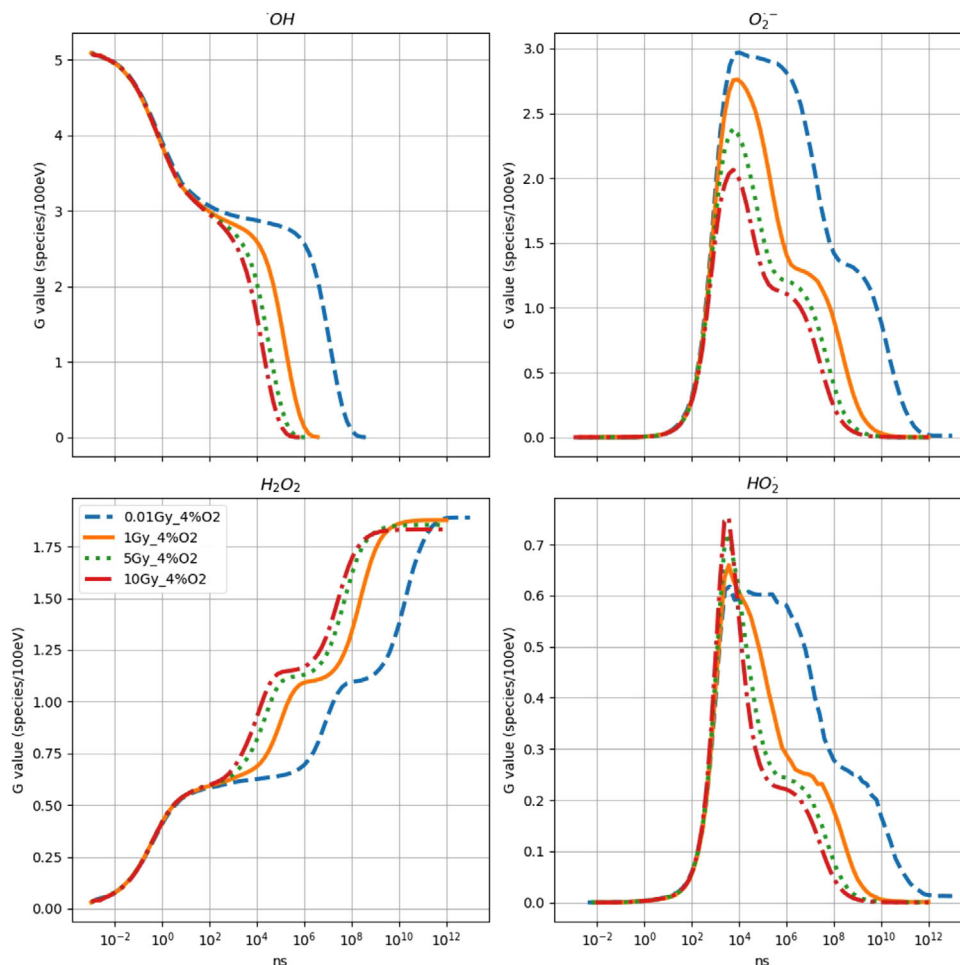 ˙OH
5
4
3
2
1
0
G value (species/100eV)
O₂˙⁻
3.0
2.5
2.0
1.5
1.0
0.5
0.0
G value (species/100eV)
H₂O₂
0.01Gy_4%O2
1Gy_4%O2
5Gy_4%O2
10Gy_4%O2
1.75
1.50
1.25
1.00
0.75
0.50
0.25
0.00
G value (species/100eV)
10⁻² 10⁰ 10² 10⁴ 10⁶ 10⁸ 10¹⁰ 10¹²
ns
HO₂˙
0.7
0.6
0.5
0.4
0.3
0.2
0.1
0.0
G value (species/100eV)
10⁻² 10⁰ 10² 10⁴ 10⁶ 10⁸ 10¹⁰ 10¹²
ns